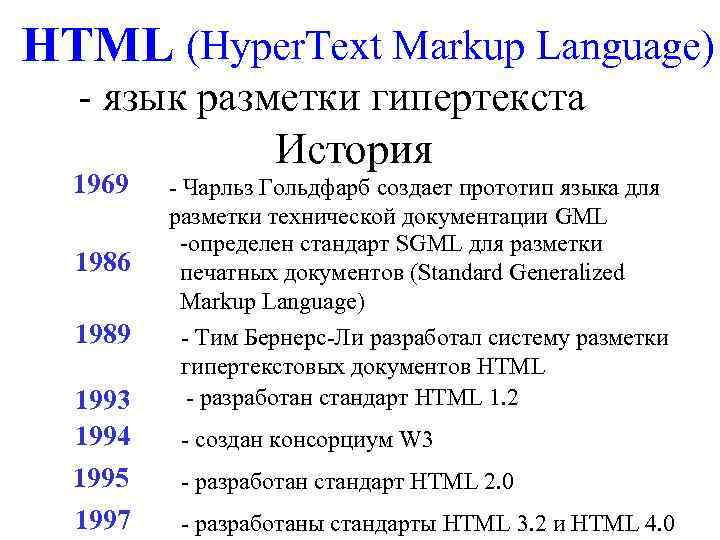 HTML (Hyper.Text Markup Language)
- язык разметки гипертекста
История
1969 - Чарльз Гольдфарб создает прототип языка для
разметки технической документации GML
1986 -определен стандарт SGML для разметки
печатных документов (Standard Generalized
Markup Language)
1989 - Тим Бернерс-Ли разработал систему разметки
гипертекстовых документов HTML
1993 - разработан стандарт HTML 1.2
1994 - создан консорциум W3
1995 - разработан стандарт HTML 2.0
1997 - разработаны стандарты HTML 3.2 и HTML 4.0